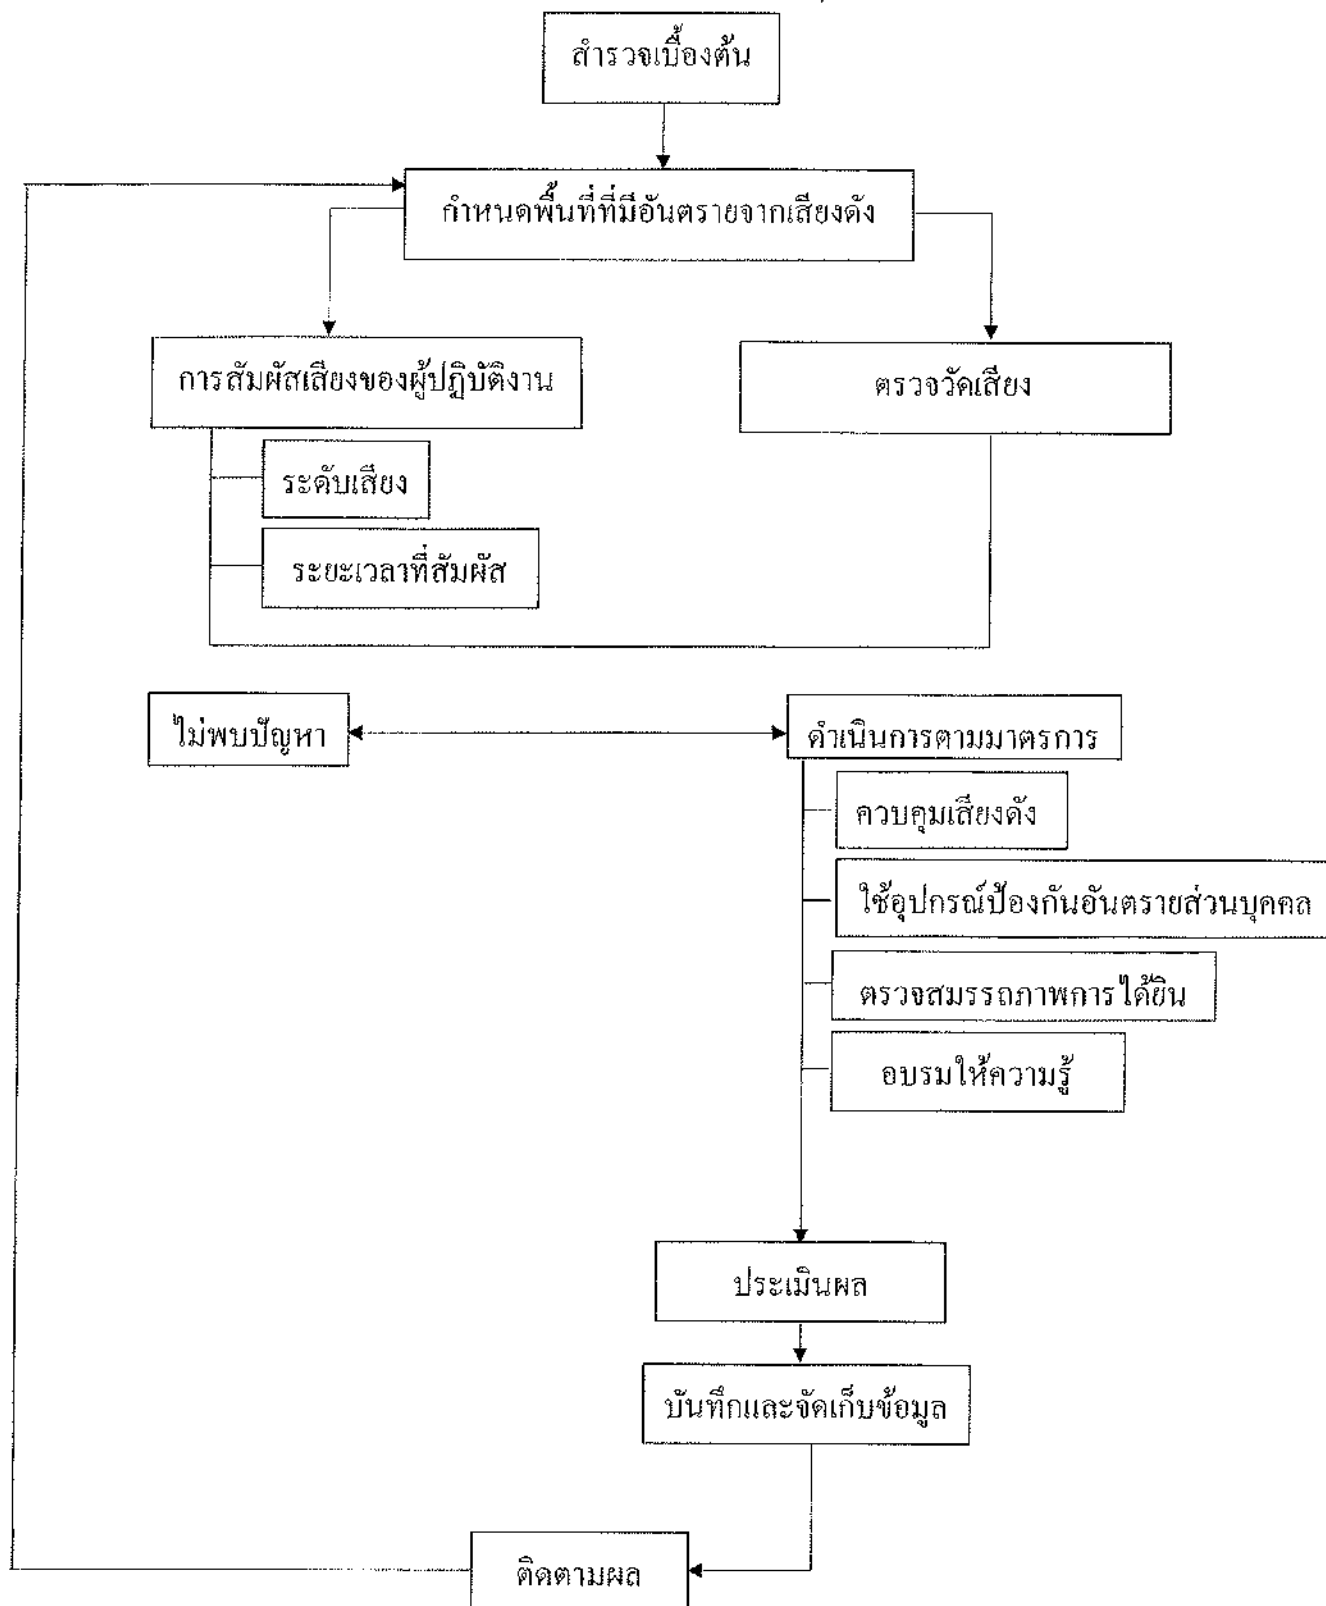 สำรวจเบื้องต้น
กำหนดพื้นที่ที่มีอันตรายจากเสียงดัง
การสัมผัสเสียงของผู้ปฏิบัติงาน
ตรวจวัดเสียง
ระดับเสียง
ระยะเวลาที่สัมผัส
ไม่พบปัญหา
ดำเนินการตามมาตรการ
ควบคุมเสียงดัง
ใช้อุปกรณ์ป้องกันอันตรายส่วนบุคคล
ตรวจสมรรถภาพการได้ยิน
อบรมให้ความรู้
ประเมินผล
บันทึกและจัดเก็บข้อมูล
ติดตามผล